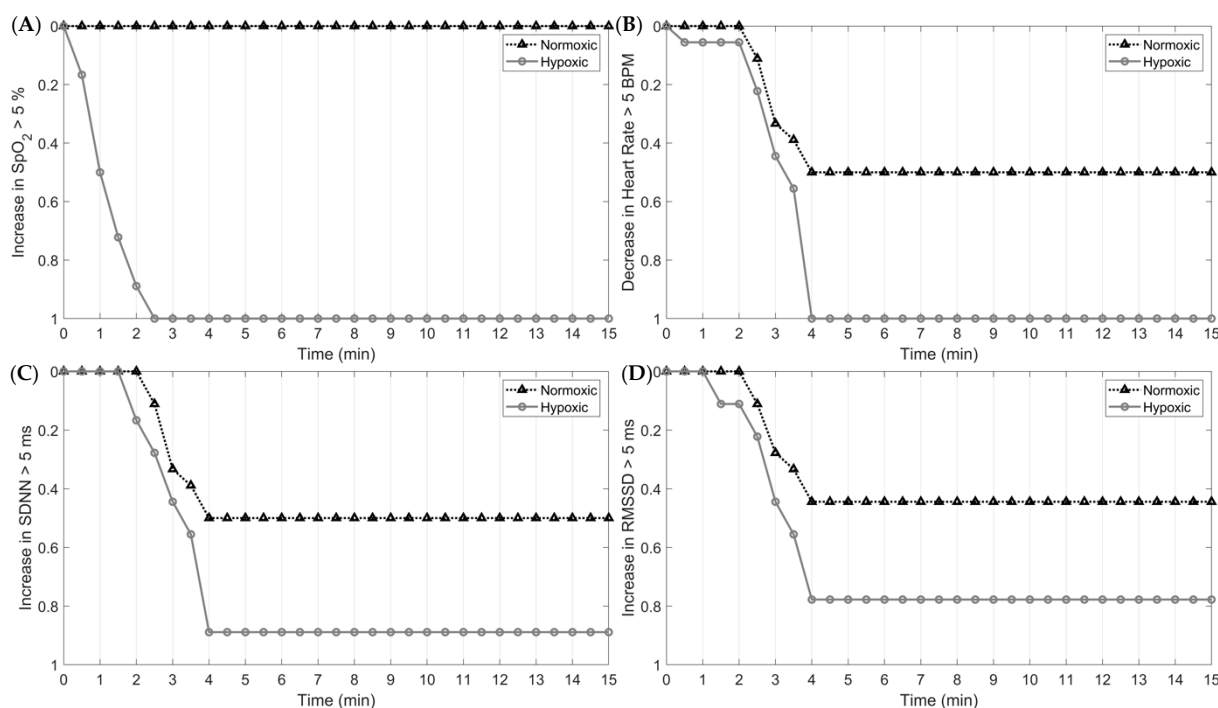 (A)
0
0.2
0.4
0.6
0.8
1
Increase in SpO2 > 5 %
Normoxic
Hypoxic
0 1 2 3 4 5 6 7 8 9 10 11 12 13 14 15
Time (min)
(B)
0
0.2
0.4
0.6
0.8
1
Decrease in Heart Rate > 5 BPM
Normoxic
Hypoxic
0 1 2 3 4 5 6 7 8 9 10 11 12 13 14 15
Time (min)
(C)
0
0.2
0.4
0.6
0.8
1
Increase in SDNN > 5 ms
Normoxic
Hypoxic
0 1 2 3 4 5 6 7 8 9 10 11 12 13 14 15
Time (min)
(D)
0
0.2
0.4
0.6
0.8
1
Increase in RMSSD > 5 ms
Normoxic
Hypoxic
0 1 2 3 4 5 6 7 8 9 10 11 12 13 14 15
Time (min)